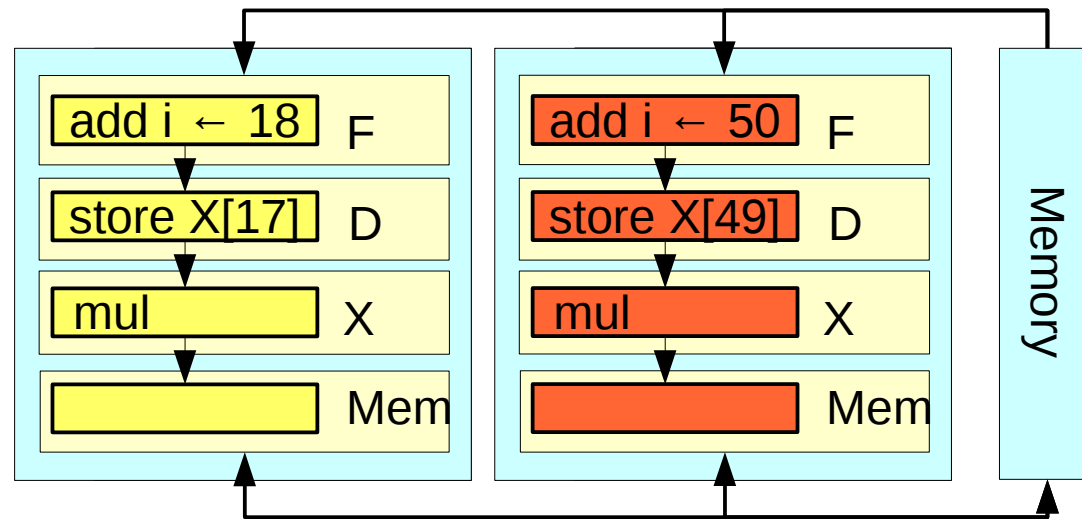 add i ← 18
F
store X[17]
D
mul
X
Mem
add i ← 50
F
store X[49]
D
mul
X
Mem
Memory